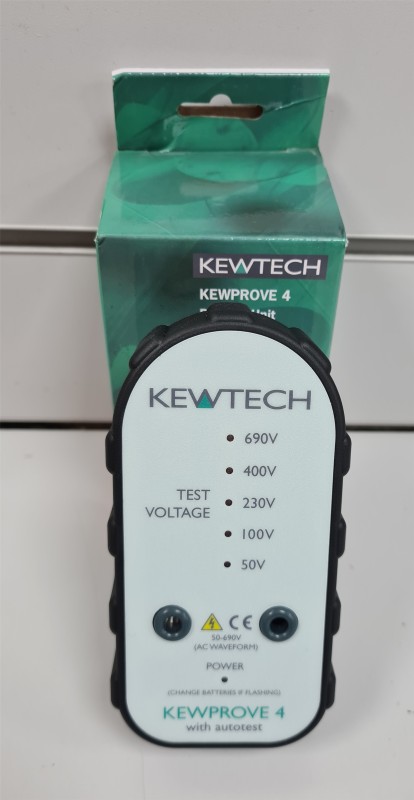 KEWTECH
KEWPROVE 4
Unit
KEWTECH
690V
400V
TEST
VOLTAGE
230V
100V
50V
CE
50-690V
(AC WAVEFORM)
POWER
(CHANGE BATTERIES IF FLASHING)
KEWPROVE 4
with autotest